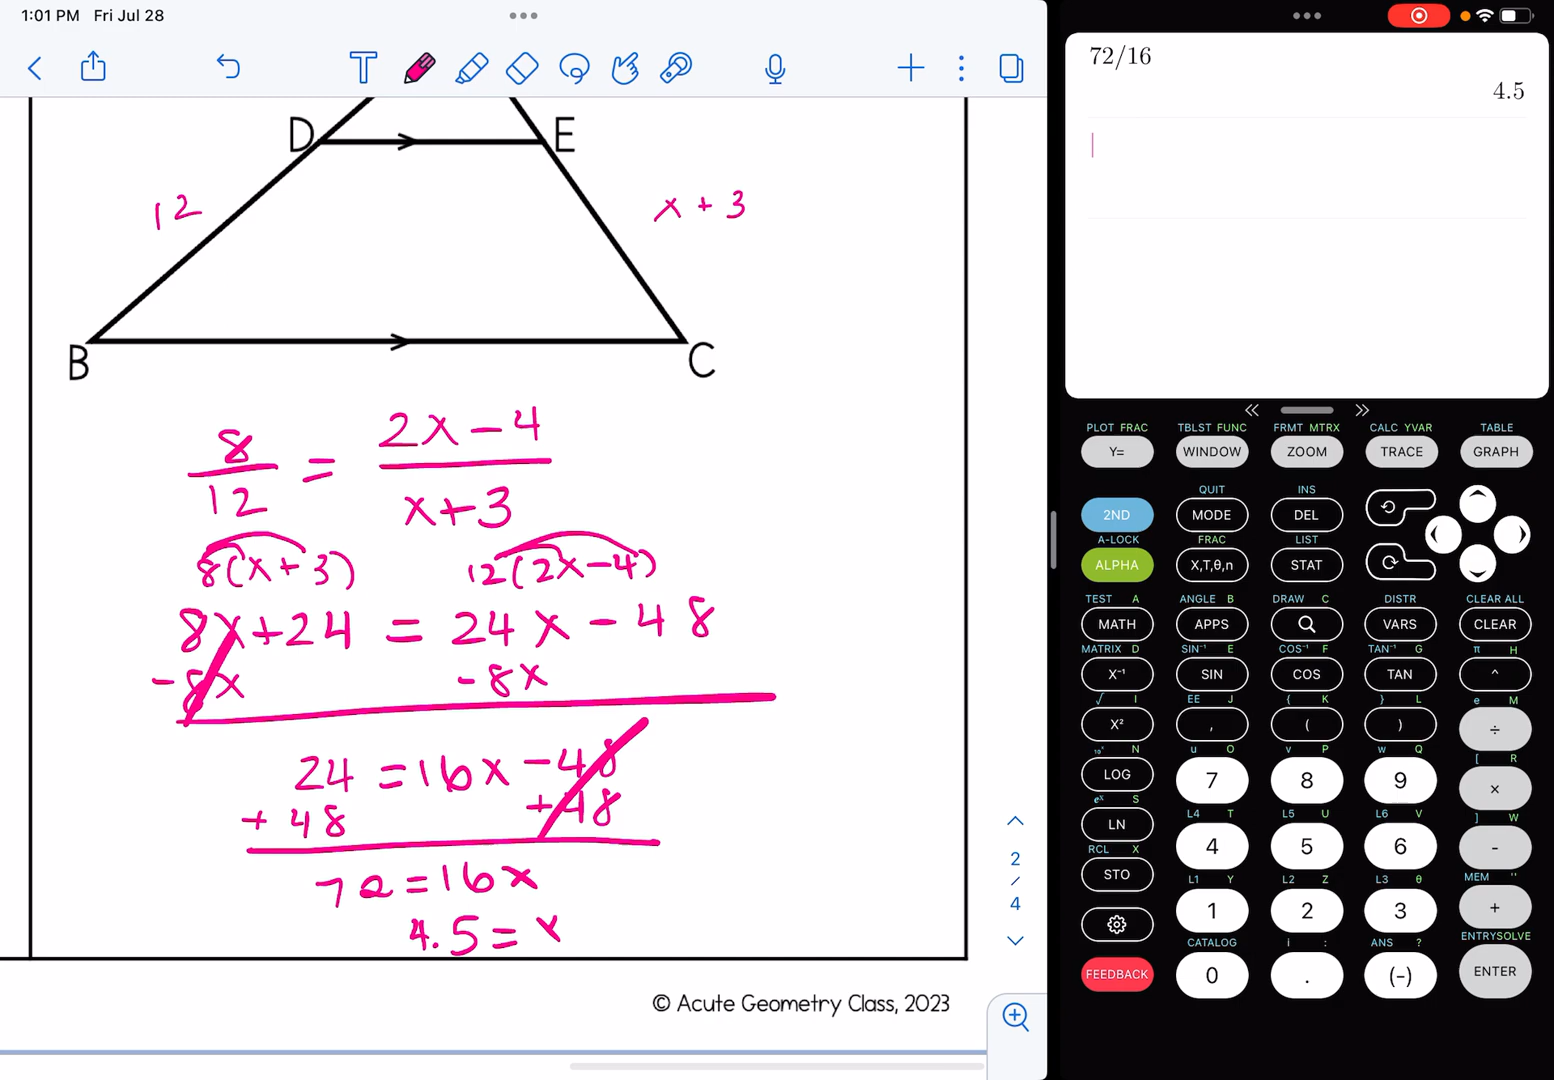 1:01 PM Fri Jul 28
T
D
E
12
x + 3
B
C
8/12 = 2x - 4/x + 3
8(x + 3) 12(2x - 4)
8x + 24 = 24x - 48
- 8x - 8x
24 = 16x - 48
+ 48 + 48
72 = 16x
4.5 = x
2
/
4
© Acute Geometry Class, 2023
72/16
4.5
PLOT FRAC TBLST FUNC FRMT MTRX CALC YVAR TABLE
Y= WINDOW ZOOM TRACE GRAPH
QUIT INS
2ND MODE DEL
A-LOCK FRAC LIST
ALPHA X,T,θ,n STAT
TEST A ANGLE B DRAW C DISTR CLEAR ALL
MATH APPS VARS CLEAR
MATRIX D SIN⁻¹ E COS⁻¹ F TAN⁻¹ G π H
X⁻¹ SIN COS TAN ^
√ I EE J { K } L e M
X² , ( ) ÷
10ˣ N u O v P w Q [ R
LOG 7 8 9 ×
eˣ S L4 T L5 U L6 V ] W
LN 4 5 6 -
RCL X L1 Y L2 Z L3 θ MEM "
STO 1 2 3 +
CATALOG i : ANS ? ENTRYSOLVE
FEEDBACK 0 . (-) ENTER